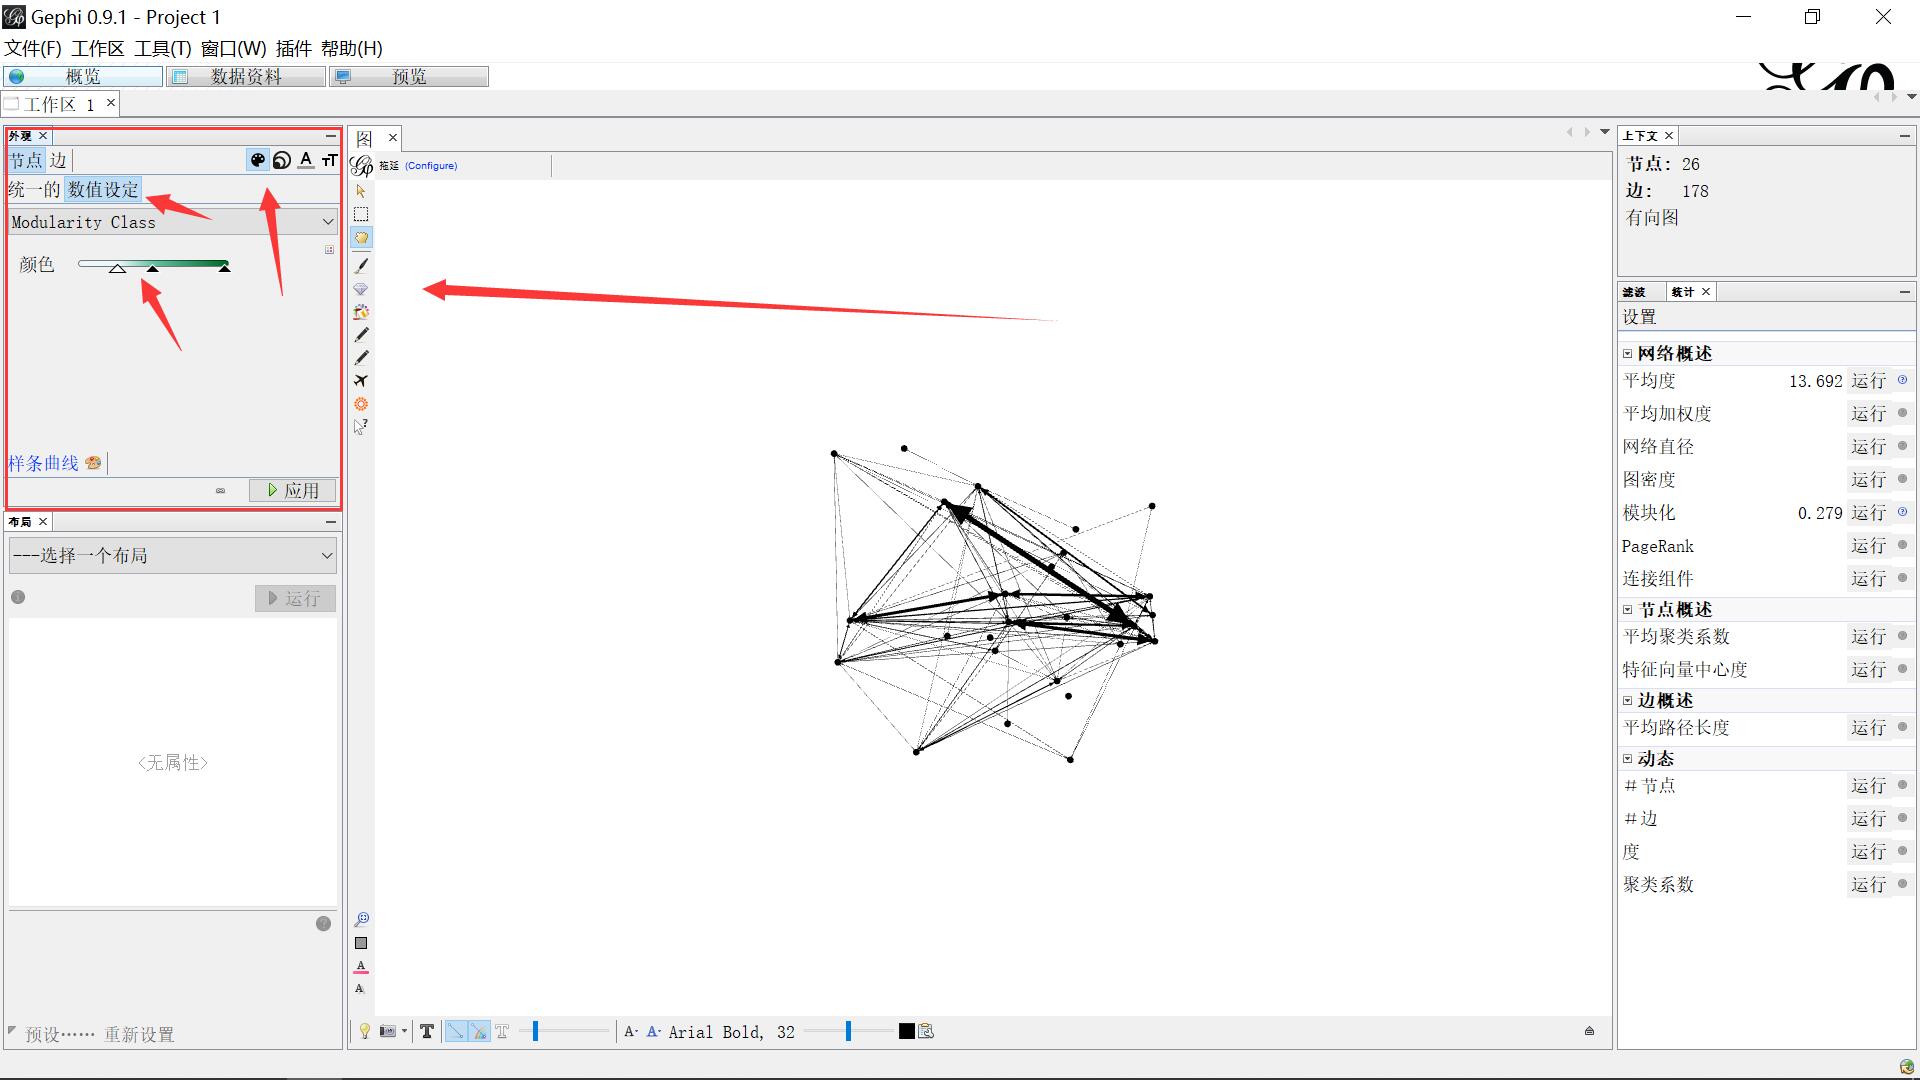 Gephi 0.9.1 - Project 1
文件(F) 工作区 工具(T) 窗口(W) 插件 帮助(H)
概览 数据资料 预览
工作区 1
外观
节点 边
统一的 数值设定
Modularity Class
颜色
样条曲线
应用
布局
---选择一个布局
运行
<无属性>
预设…… 重新设置
图
拖延 (Configure)
Arial Bold, 32
上下文
节点: 26
边: 178
有向图
滤波 统计
设置
网络概述
平均度 13.692 运行
平均加权度 运行
网络直径 运行
图密度 运行
模块化 0.279 运行
PageRank 运行
连接组件 运行
节点概述
平均聚类系数 运行
特征向量中心度 运行
边概述
平均路径长度 运行
动态
#节点 运行
#边 运行
度 运行
聚类系数 运行